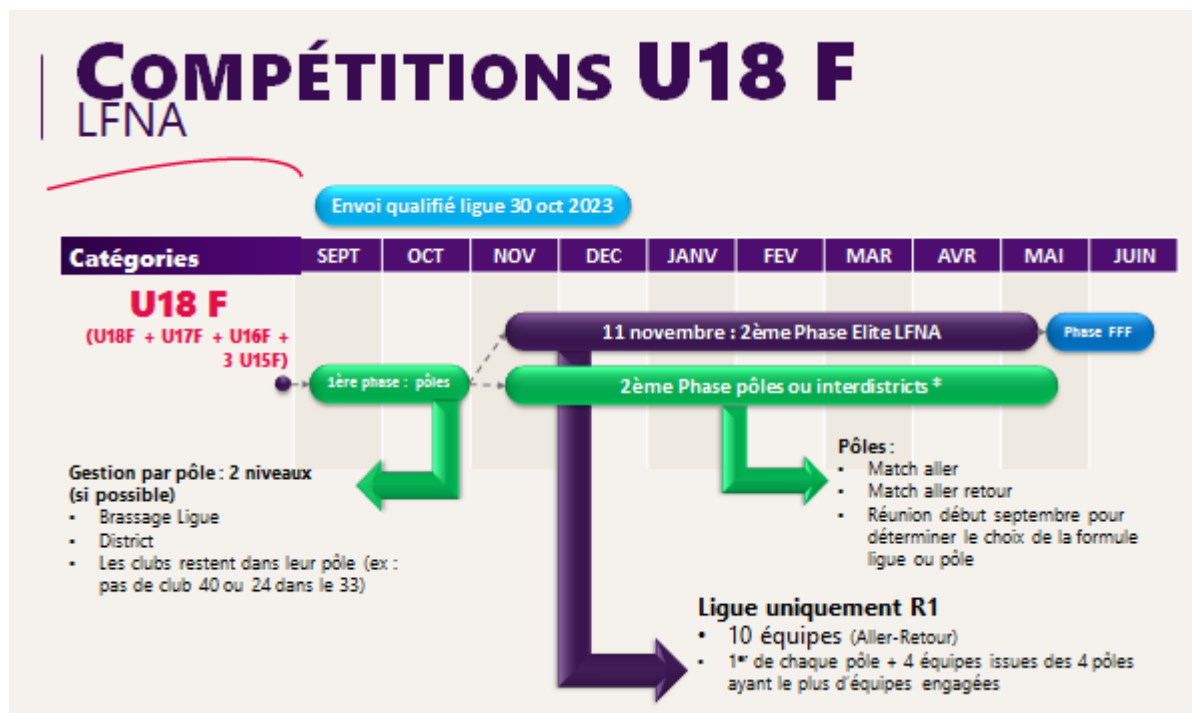 COMPÉTITIONS U18 F
LFNA
Envoi qualifié ligue 30 oct 2023
Catégories SEPT OCT NOV DEC JANV FEV MAR AVR MAI JUIN
U18 F
(U18F + U17F + U16F +
3 U15F)
11 novembre : 2ème Phase Elite LFNA
Phase FFF
1ère phase : pôles
2ème Phase pôles ou interdistricts *
Gestion par pôle : 2 niveaux
(si possible)
• Brassage Ligue
• District
• Les clubs restent dans leur pôle (ex :
pas de club 40 ou 24 dans le 33)
Pôles :
• Match aller
• Match aller retour
• Réunion début septembre pour
déterminer le choix de la formule
ligue ou pôle
Ligue uniquement R1
• 10 équipes (Aller-Retour)
• 1er de chaque pôle + 4 équipes issues des 4 pôles
ayant le plus d'équipes engagées